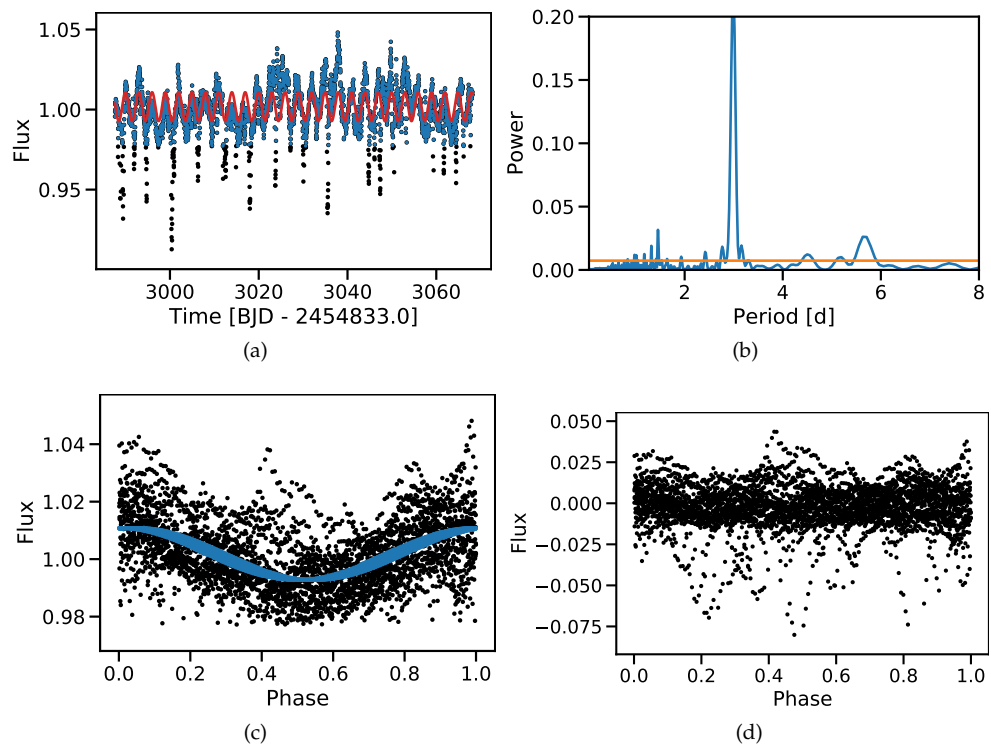 1.05
1.00
0.95
Flux
3000 3020 3040 3060
Time [BJD - 2454833.0]
(a)
0.20
0.15
0.10
0.05
0.00
Power
2 4 6 8
Period [d]
(b)
1.04
1.02
1.00
0.98
Flux
0.0 0.2 0.4 0.6 0.8 1.0
Phase
(c)
0.050
0.025
0.000
−0.025
−0.050
−0.075
Flux
0.0 0.2 0.4 0.6 0.8 1.0
Phase
(d)